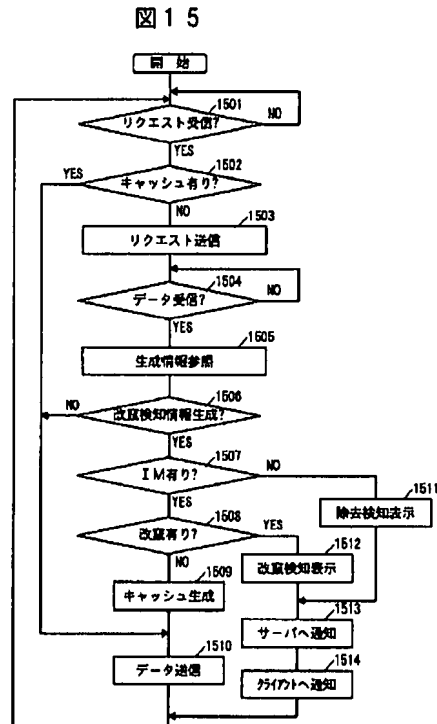 図15
開始
1501
リクエスト受信?
NO
YES
1502
YES
キャッシュ有り?
NO
1503
リクエスト送信
1504
データ受信?
NO
YES
1505
生成情報参照
1506
NO
改竄検知情報生成?
YES
1507
IM有り?
NO
YES
1511
除去検知表示
1508
改竄有り?
YES
NO
1512
改竄検知表示
1509
キャッシュ生成
1513
サーバへ通知
1510
データ送信
1514
クライアントへ通知